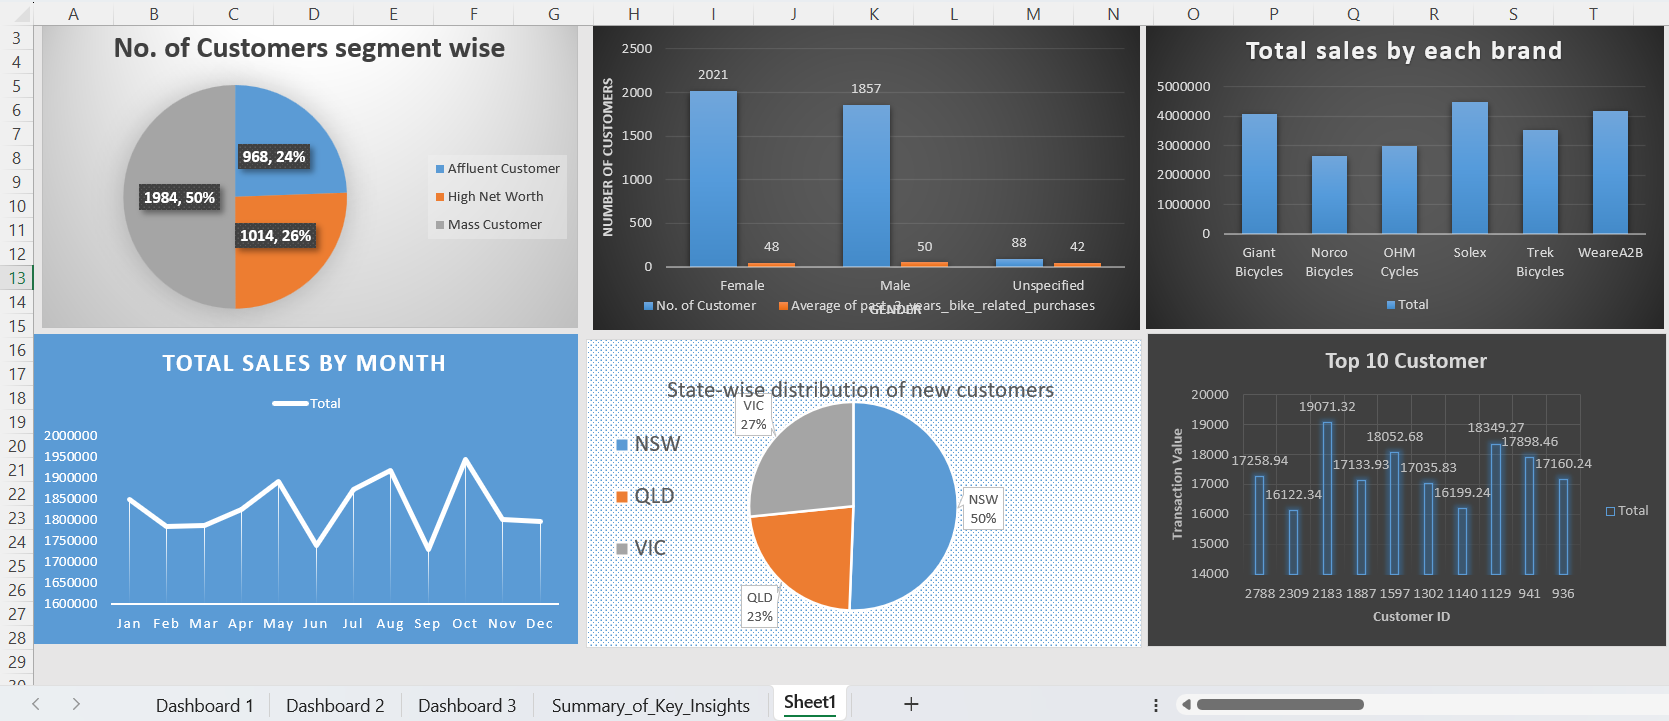 A B C D E F G H I J K L M N O P Q R S T
3
4
5
6
7
8
9
10
11
12
13
14
15
16
17
18
19
20
21
22
23
24
25
26
27
28
29
No. of Customers segment wise
968, 24%
1984, 50%
1014, 26%
Affluent Customer
High Net Worth
Mass Customer
NUMBER OF CUSTOMERS
2500
2000
1500
1000
500
0
2021
48
1857
50
88
42
Female Male Unspecified
No. of Customer Average of past_3_years_bike_related_purchases
GENDER
Total sales by each brand
5000000
4000000
3000000
2000000
1000000
0
Giant Bicycles
Norco Bicycles
OHM Cycles
Solex
Trek Bicycles
WeareA2B
Total
TOTAL SALES BY MONTH
Total
2000000
1950000
1900000
1850000
1800000
1750000
1700000
1650000
1600000
Jan Feb Mar Apr May Jun Jul Aug Sep Oct Nov Dec
State-wise distribution of new customers
NSW
QLD
VIC
VIC
27%
NSW
50%
QLD
23%
Top 10 Customer
Transaction Value
20000
19000
18000
17000
16000
15000
14000
17258.94
16122.34
19071.32
17133.93
18052.68
17035.83
16199.24
18349.27
17898.46
17160.24
2788 2309 2183 1887 1597 1302 1140 1129 941 936
Customer ID
Total
Dashboard 1 Dashboard 2 Dashboard 3 Summary_of_Key_Insights Sheet1 +